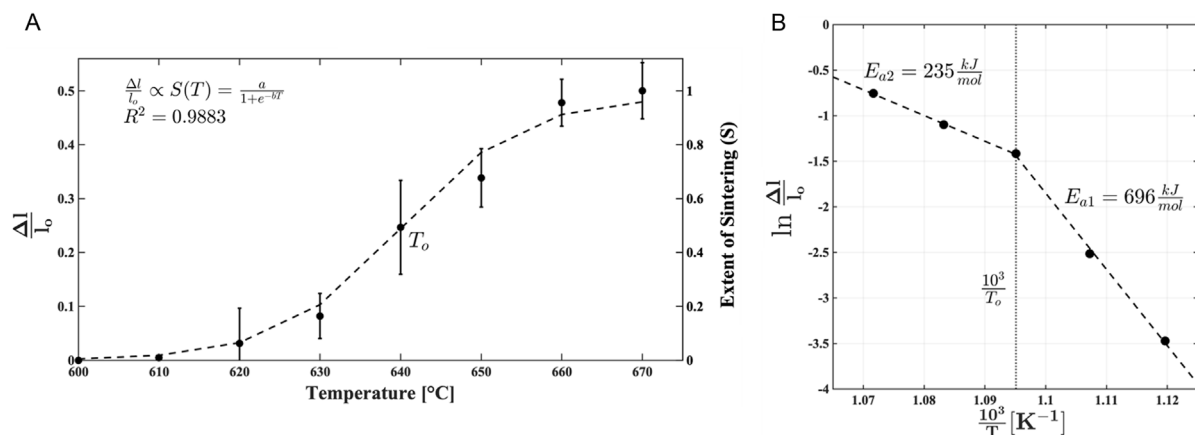 A
Δl/l_o ∝ S(T) = a/(1+e^{-bT})
R² = 0.9883
T_o
0.5
0.4
0.3
0.2
0.1
0
1
0.8
0.6
0.4
0.2
0
Δl/l_o
Extent of Sintering (S)
600 610 620 630 640 650 660 670
Temperature [°C]
B
0
-0.5
-1
-1.5
-2
-2.5
-3
-3.5
-4
ln Δl/l_o
E_{a2} = 235 kJ/mol
E_{a1} = 696 kJ/mol
10³/T_o
1.07 1.08 1.09 1.1 1.11 1.12
10³/T [K⁻¹]